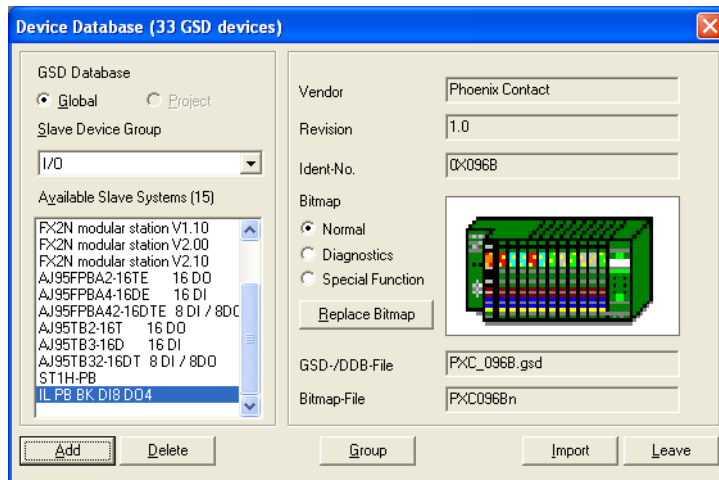 Device Database (33 GSD devices)
GSD Database
Global
Project
Slave Device Group
I/O
Available Slave Systems (15)
FX2N modular station V1.10
FX2N modular station V2.00
FX2N modular station V2.10
AJ95FPBA2-16TE 16 DO
AJ95FPBA4-16DE 16 DI
AJ95FPBA42-16DTE 8 DI / 8DO
AJ95TB2-16T 16 DO
AJ95TB3-16D 16 DI
AJ95TB32-16DT 8 DI / 8DO
ST1H-PB
IL PB BK DI8 DO4
Vendor
Phoenix Contact
Revision
1.0
Ident-No.
0X096B
Bitmap
Normal
Diagnostics
Special Function
Replace Bitmap
GSD-/DDB-File
PXC_096B.gsd
Bitmap-File
PXC096Bn
Add
Delete
Group
Import
Leave